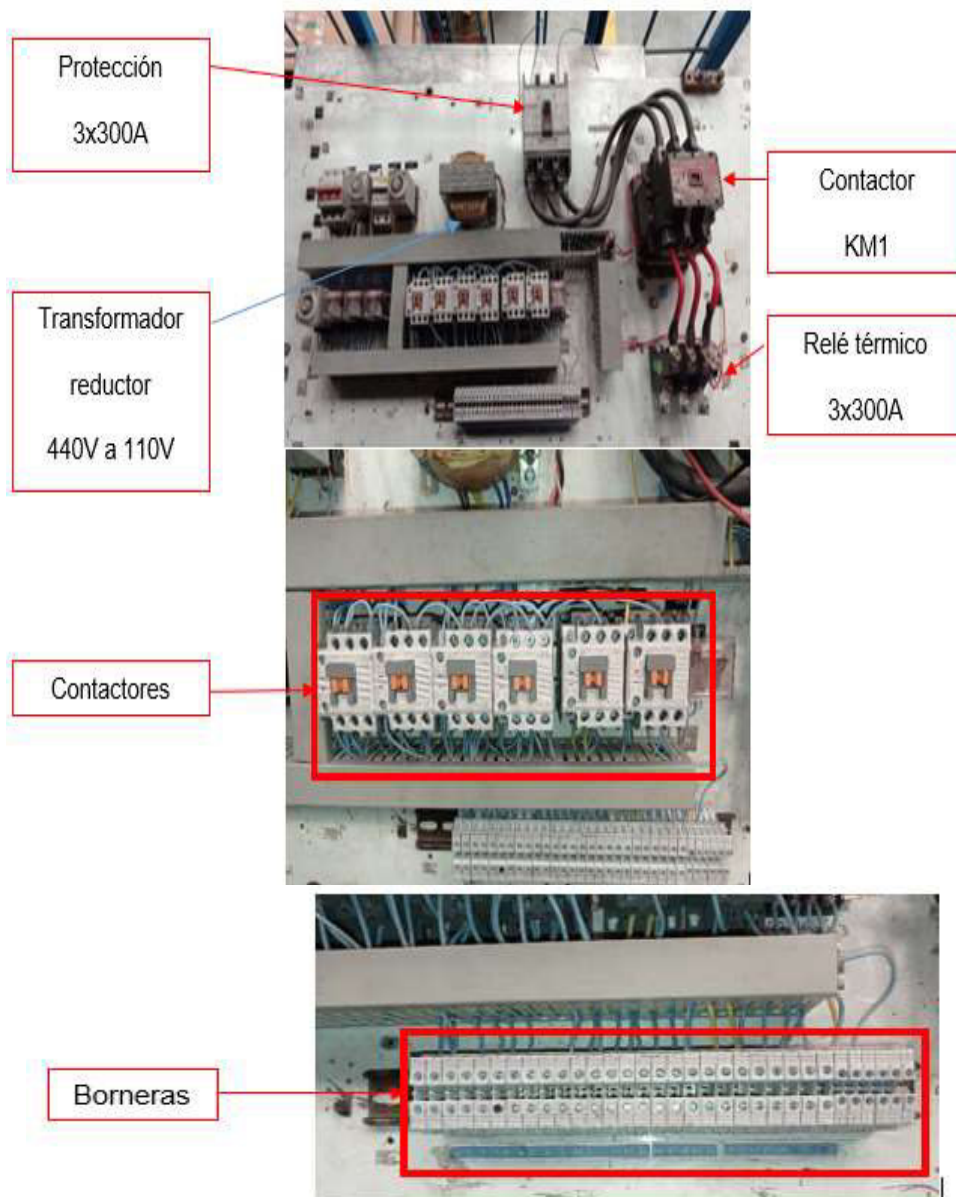 Protección
3x300A
Contactor
KM1
Transformador
reductor
440V a 110V
Relé térmico
3x300A
Contactores
Borneras